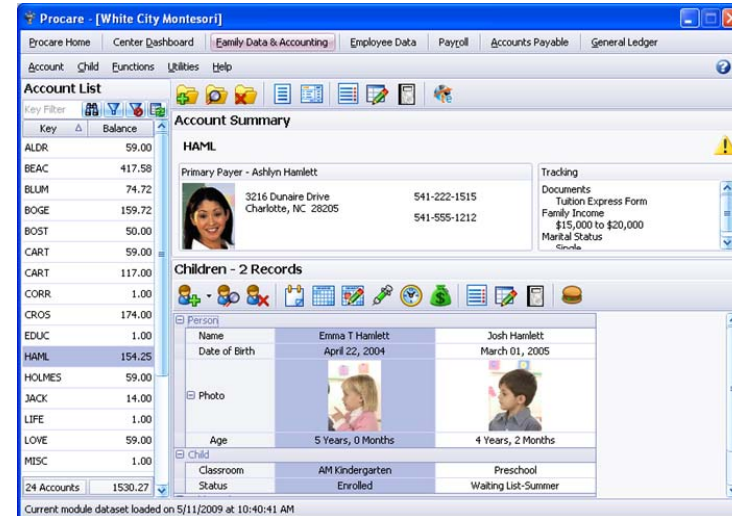 Procare - [White City Montesori]
Procare Home Center Dashboard Family Data & Accounting Employee Data Payroll Accounts Payable General Ledger
Account Child Functions Utilities Help
Account List
Key Filter
Key Balance
ALDR 59.00
BEAC 417.58
BLUM 74.72
BOGE 159.72
BOST 50.00
CART 59.00
CART 117.00
CORR 1.00
CROS 174.00
EDUC 1.00
HAML 154.25
HOLMES 59.00
JACK 14.00
LIFE 1.00
LOVE 59.00
MISC 1.00
24 Accounts 1530.27
Account Summary
HAML
Primary Payer - Ashlyn Hamlett
3216 Dunaire Drive 541-222-1515
Charlotte, NC 28205
541-555-1212
Tracking
Documents
Tuition Express Form
Family Income
$15,000 to $20,000
Marital Status
Single
Children - 2 Records
Person
Name Emma T Hamlett Josh Hamlett
Date of Birth April 22, 2004 March 01, 2005
Photo
Age 5 Years, 0 Months 4 Years, 2 Months
Child
Classroom AM Kindergarten Preschool
Status Enrolled Waiting List-Summer
Current module dataset loaded on 5/11/2009 at 10:40:41 AM